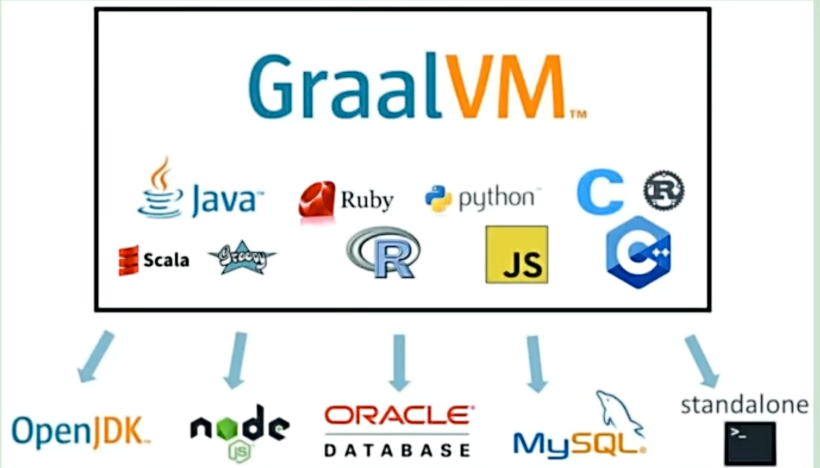 GraalVM™
Java™ Ruby python™ C R
Scala Groovy R JS C++
OpenJDK™ node JS ORACLE® DATABASE MySQL® standalone
>_